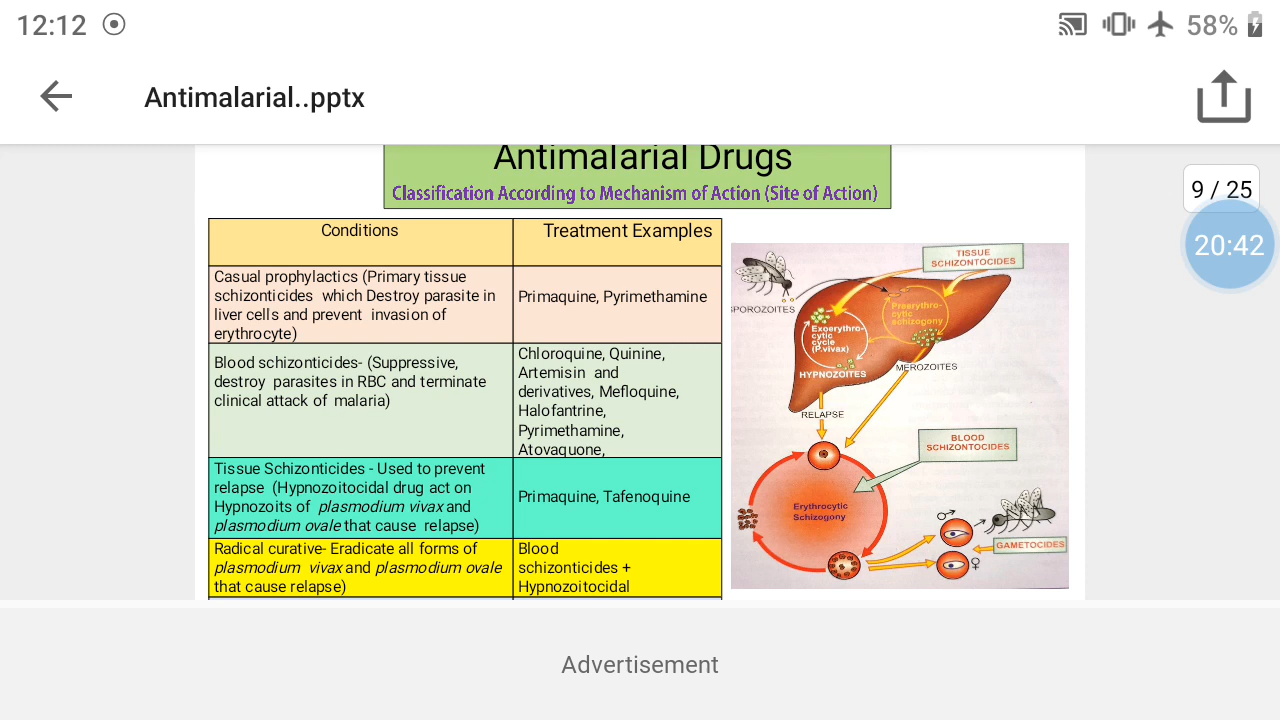 12:12
58%
Antimalarial..pptx
9 / 25
20:42
Antimalarial Drugs
Classification According to Mechanism of Action (Site of Action)
Conditions
Treatment Examples
Casual prophylactics (Primary tissue
schizonticides which Destroy parasite in
liver cells and prevent invasion of
erythrocyte)
Primaquine, Pyrimethamine
Blood schizonticides- (Suppressive,
destroy parasites in RBC and terminate
clinical attack of malaria)
Chloroquine, Quinine,
Artemisin and
derivatives, Mefloquine,
Halofantrine,
Pyrimethamine,
Atovaquone,
Tissue Schizonticides - Used to prevent
relapse (Hypnozoitocidal drug act on
Hypnozoits of plasmodium vivax and
plasmodium ovale that cause relapse)
Primaquine, Tafenoquine
Radical curative- Eradicate all forms of
plasmodium vivax and plasmodium ovale
that cause relapse)
Blood
schizonticides +
Hypnozoitocidal
TISSUE
SCHIZONTOCIDES
SPOROZOITES
Preerythro-
cytic
schizogony
Exoerythro-
cytic
cycle
(P.vivax)
HYPNOZOITES
MEROZOITES
RELAPSE
BLOOD
SCHIZONTOCIDES
Erythrocytic
Schizogony
♂
GAMETOCIDES
♀
Advertisement